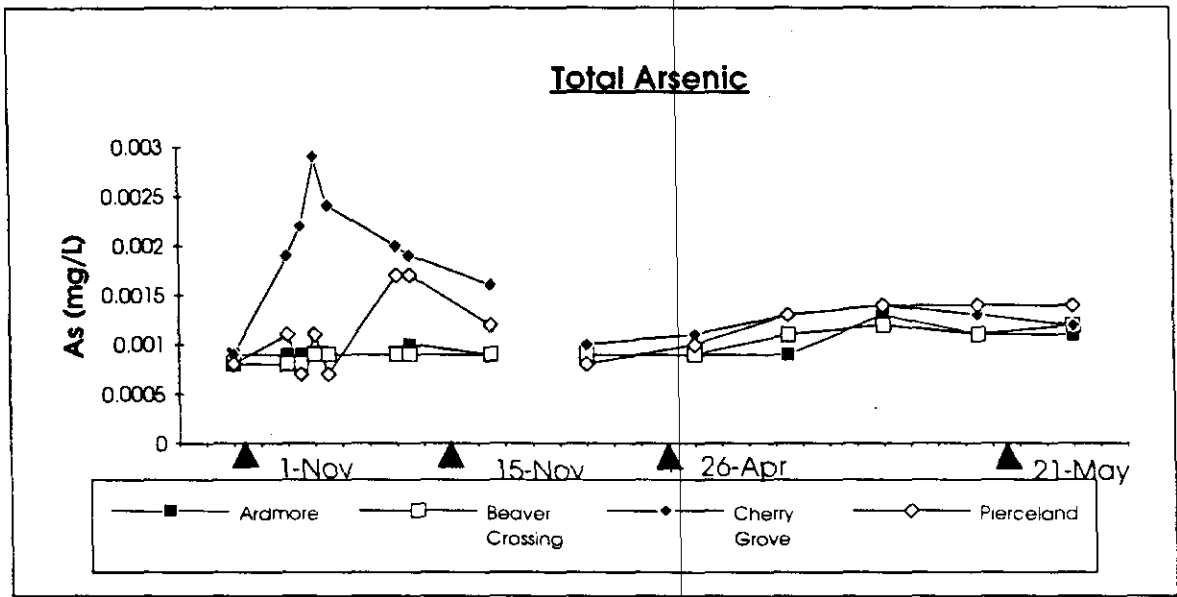 Total Arsenic
0.003
0.0025
0.002
0.0015
0.001
0.0005
0
As (mg/L)
1-Nov
15-Nov
26-Apr
21-May
Ardmore
Beaver
Crossing
Cherry
Grove
Pierceland